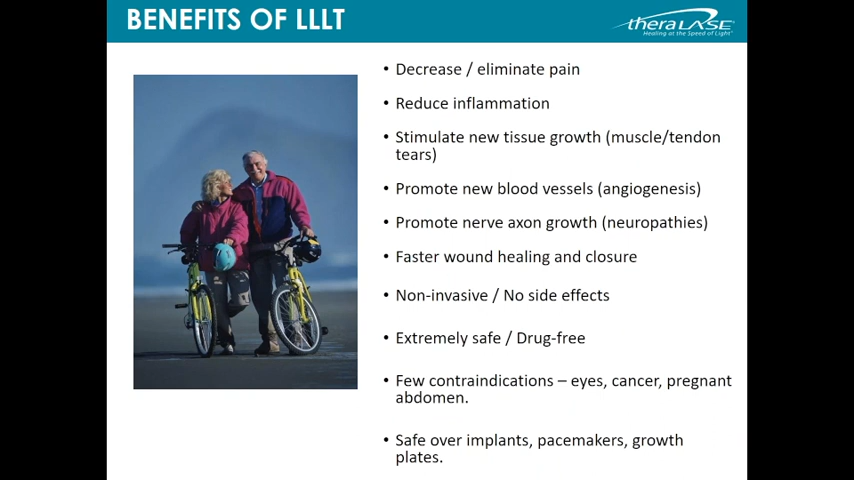 BENEFITS OF LLLT
theraLASE
Healing at the Speed of Light
• Decrease / eliminate pain
• Reduce inflammation
• Stimulate new tissue growth (muscle/tendon
tears)
• Promote new blood vessels (angiogenesis)
• Promote nerve axon growth (neuropathies)
• Faster wound healing and closure
• Non-invasive / No side effects
• Extremely safe / Drug-free
• Few contraindications – eyes, cancer, pregnant
abdomen.
• Safe over implants, pacemakers, growth
plates.